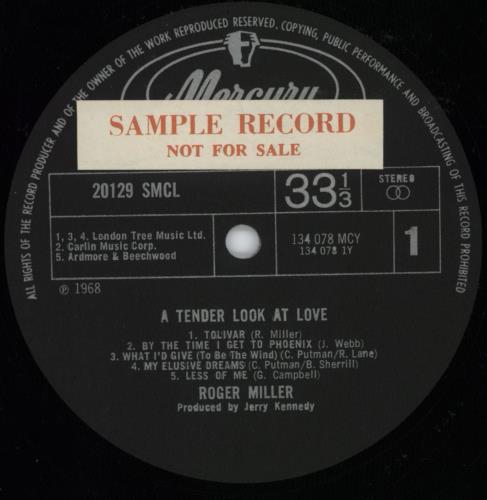 ALL RIGHTS OF THE RECORD PRODUCER AND OF THE OWNER OF THE WORK REPRODUCED RESERVED. COPYING, PUBLIC PERFORMANCE AND BROADCASTING OF THIS RECORD PROHIBITED
Mercury
SAMPLE RECORD
NOT FOR SALE
20129 SMCL
33 1/3
STEREO
1, 3, 4. London Tree Music Ltd.
2. Carlin Music Corp.
5. Ardmore & Beechwood
134 078 MCY
134 078 1Y
1
℗ 1968
A TENDER LOOK AT LOVE
1. TOLIVAR (R. Miller)
2. BY THE TIME I GET TO PHOENIX (J. Webb)
3. WHAT I'D GIVE (To Be The Wind) (C. Putman/R. Lane)
4. MY ELUSIVE DREAMS (C. Putman/B. Sherrill)
5. LESS OF ME (G. Campbell)
ROGER MILLER
Produced by Jerry Kennedy